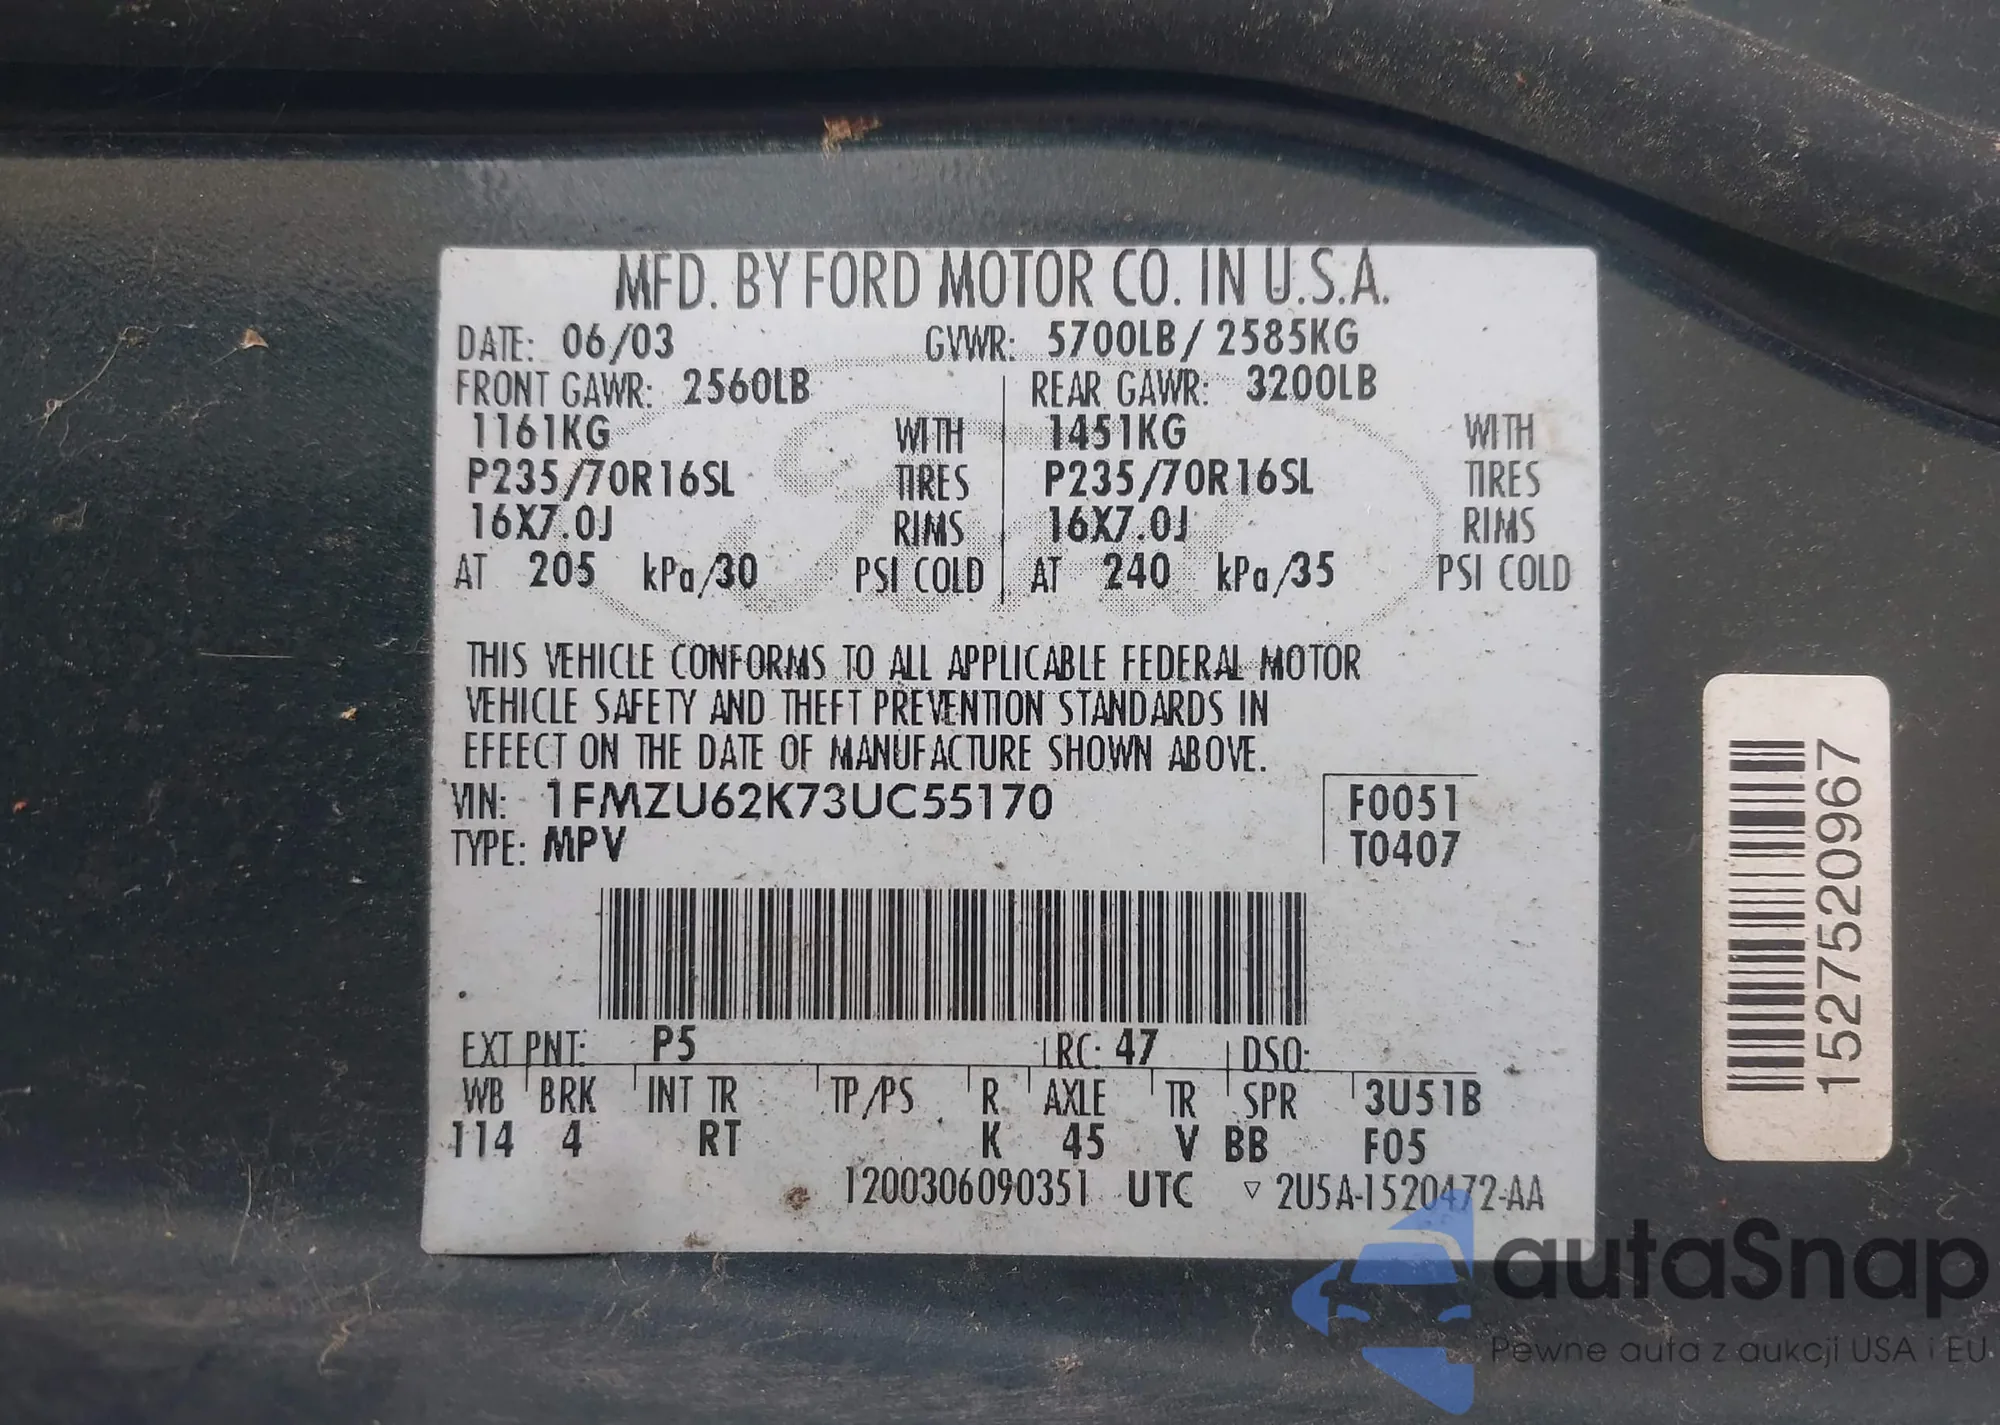 MFD. BY FORD MOTOR CO. IN U.S.A.
DATE: 06/03 GVWR: 5700LB / 2585KG
FRONT GAWR: 2560LB REAR GAWR: 3200LB
1161KG WITH 1451KG WITH
P235/70R16SL TIRES P235/70R16SL TIRES
16X7.0J RIMS 16X7.0J RIMS
AT 205 kPa/30 PSI COLD AT 240 kPa/35 PSI COLD
THIS VEHICLE CONFORMS TO ALL APPLICABLE FEDERAL MOTOR
VEHICLE SAFETY AND THEFT PREVENTION STANDARDS IN
EFFECT ON THE DATE OF MANUFACTURE SHOWN ABOVE.
VIN: 1FMZU62K73UC55170 F0051
TYPE: MPV T0407
EXT PNT: P5 RC: 47 DSO:
WB BRK INT TR TP/PS R AXLE TR SPR 3U51B
114 4 RT K 45 V BB F05
1200306090351 UTC ▽ 2U5A-1520472-AA
1527520967
autaSnap
Pewne auta z aukcji USA i EU